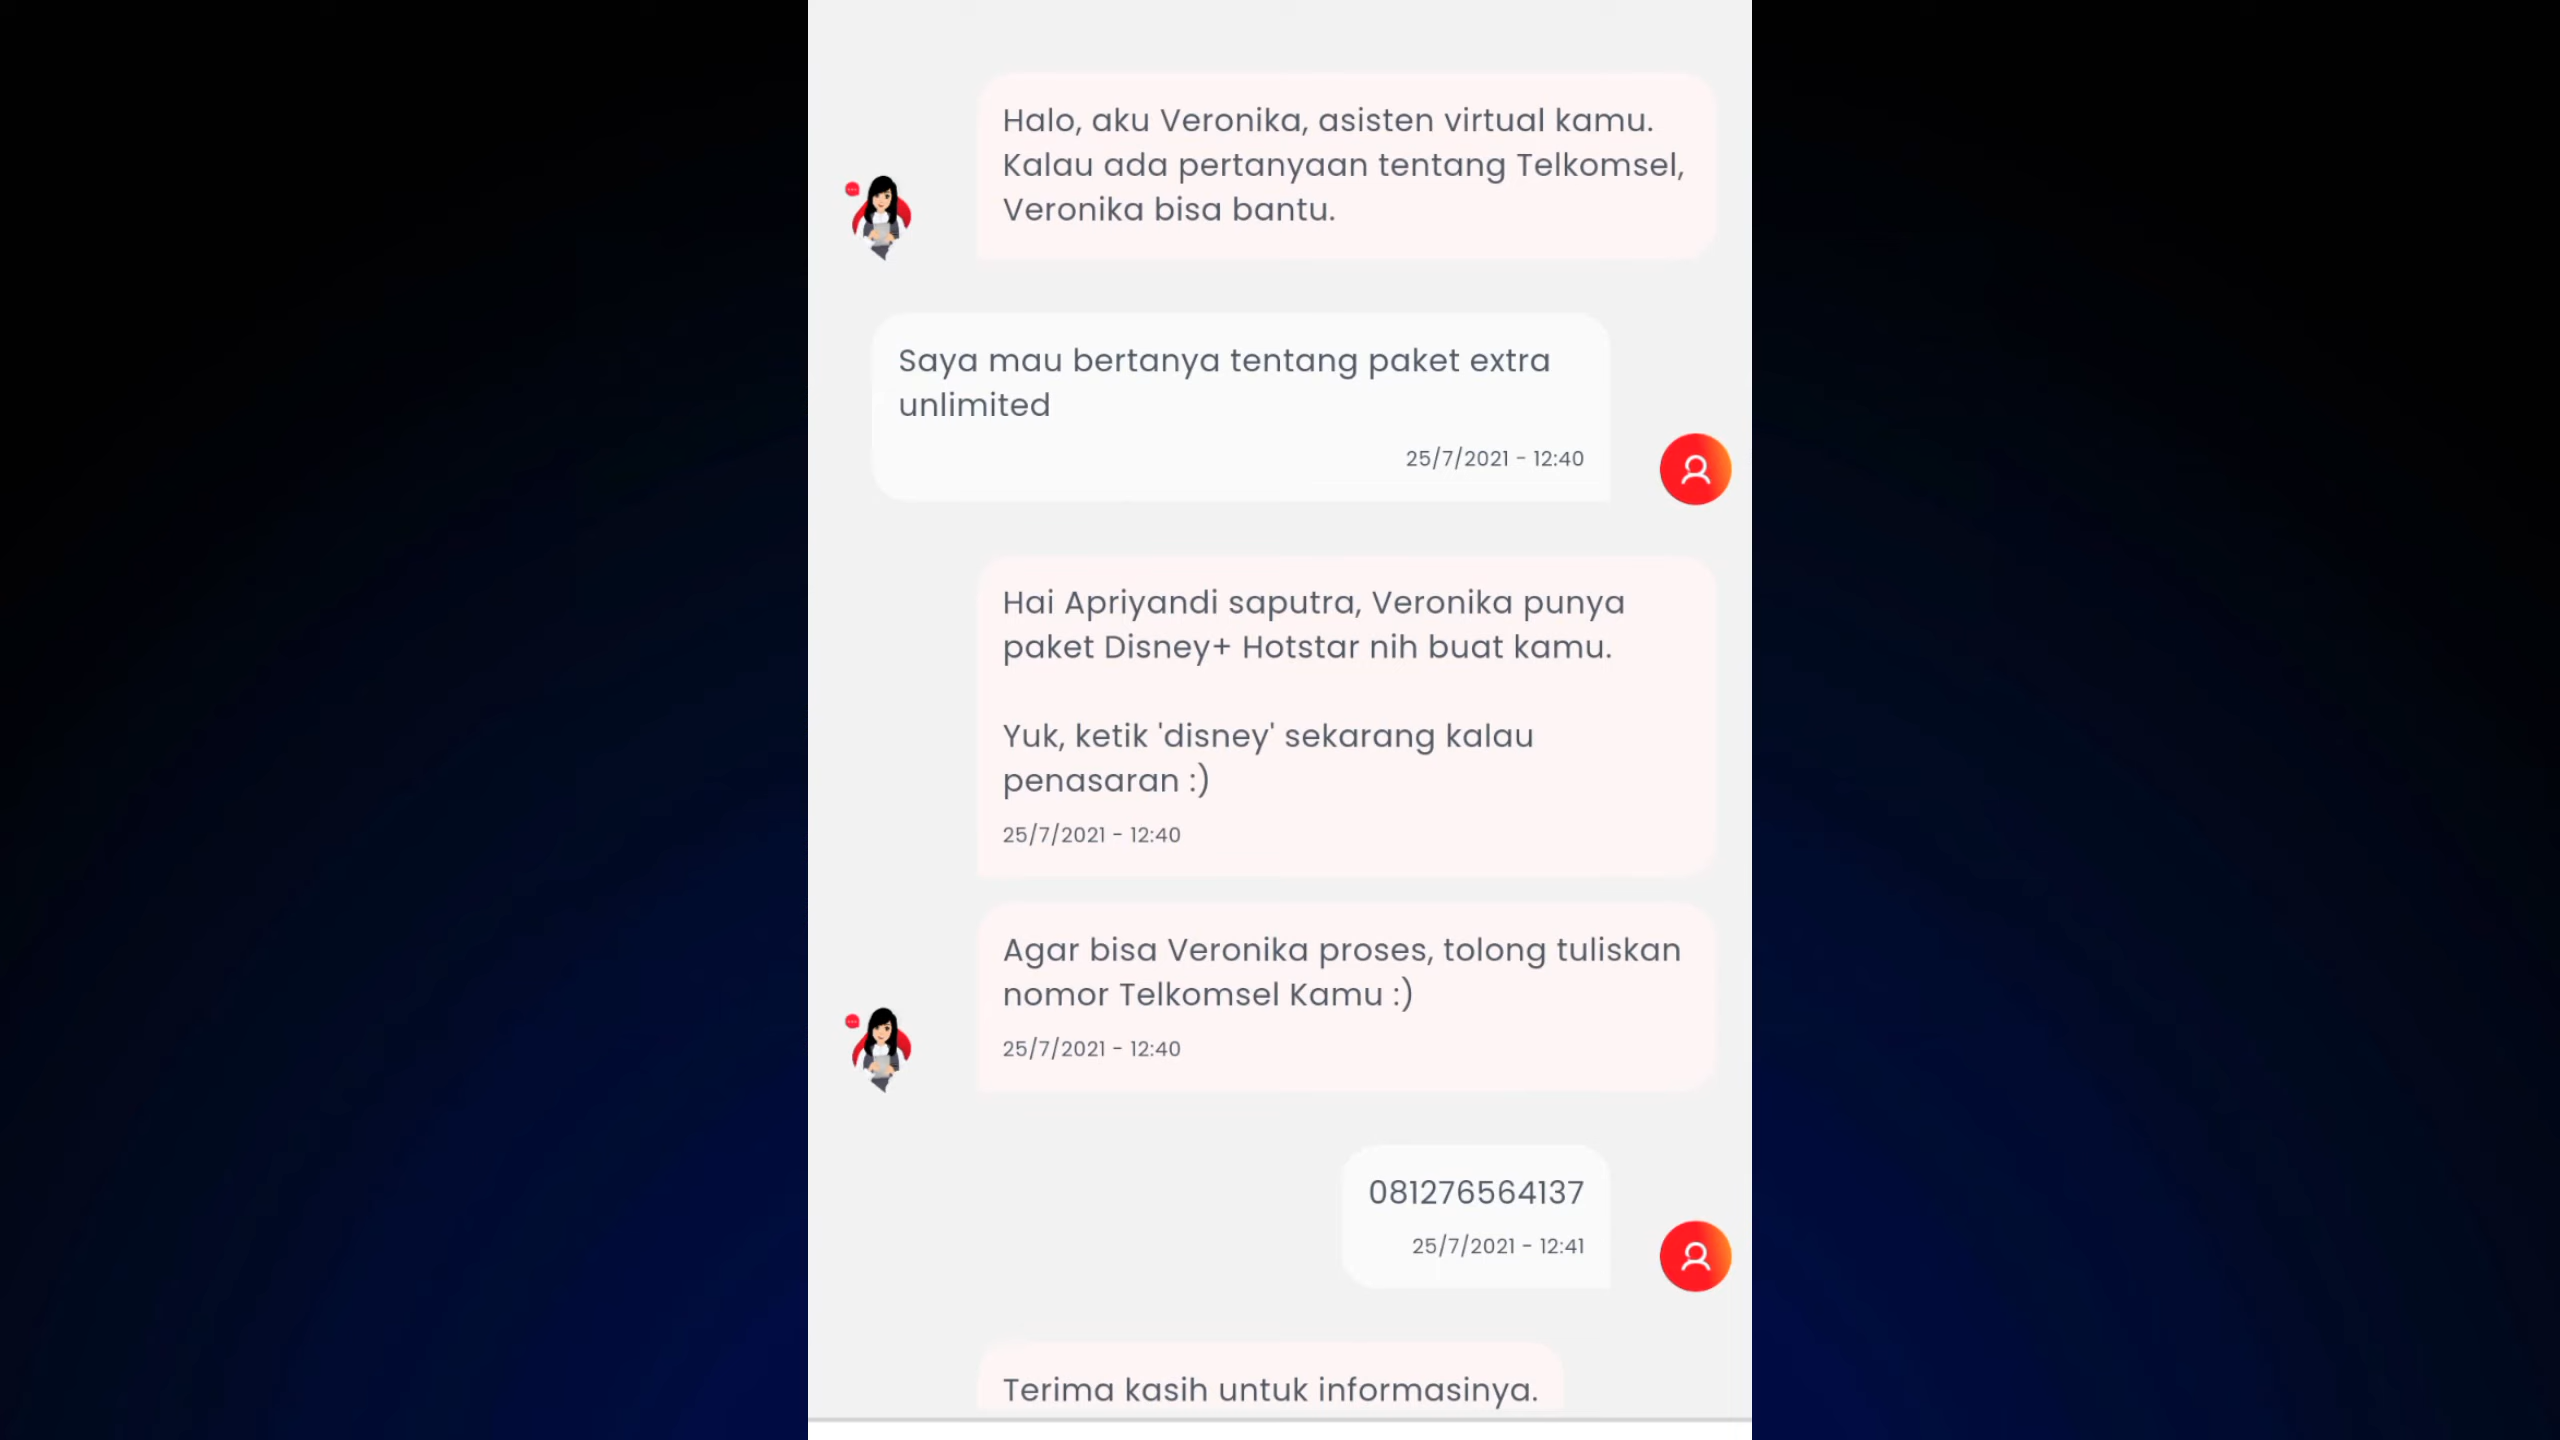 Halo, aku Veronika, asisten virtual kamu.
Kalau ada pertanyaan tentang Telkomsel,
Veronika bisa bantu.
Saya mau bertanya tentang paket extra
unlimited
25/7/2021 - 12:40
Hai Apriyandi saputra, Veronika punya
paket Disney+ Hotstar nih buat kamu.
Yuk, ketik 'disney' sekarang kalau
penasaran :)
25/7/2021 - 12:40
Agar bisa Veronika proses, tolong tuliskan
nomor Telkomsel Kamu :)
25/7/2021 - 12:40
081276564137
25/7/2021 - 12:41
Terima kasih untuk informasinya.